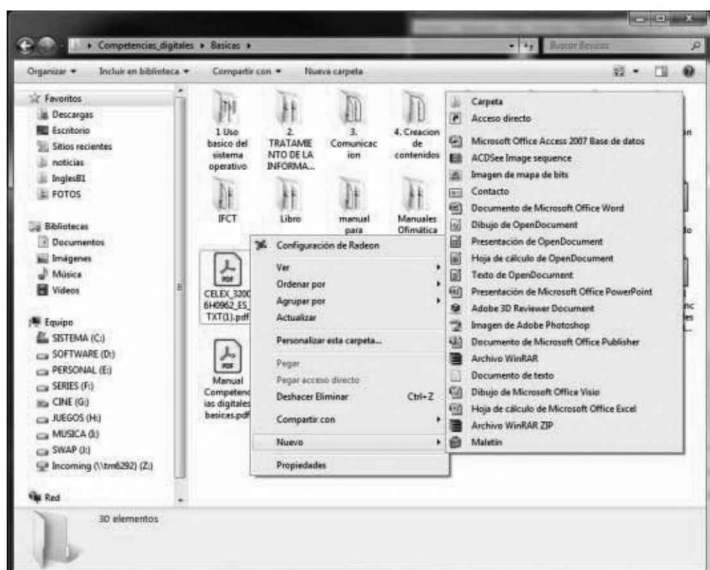 Competencias_digitales ▸ Basicas ▸
Buscar Basicas
Organizar
Incluir en biblioteca
Compartir con
Nueva carpeta
Favoritos
Descargas
Escritorio
Sitios recientes
noticias
InglesB1
FOTOS
Bibliotecas
Documentos
Imágenes
Música
Vídeos
Equipo
SISTEMA (C:)
SOFTWARE (D:)
PERSONAL (E:)
SERIES (F:)
CINE (G:)
JUEGOS (H:)
MUSICA (I:)
SWAP (J:)
Incoming (\\tm6292) (Z:)
Red
1 Uso
basico del
sistema
operativo
2.
TRATAMIE
NTO DE LA
INFORMA...
3.
Comunicac
ion
4. Creacion
de
contenidos
IFCT
Libro
manual
para
Manuales
Ofimática
CELEX_3200
6H0962_ES_
TXT(1).pdf
Manual
Competenc
ias digitales
basicas.pdf
Configuración de Radeon
Ver
Ordenar por
Agrupar por
Actualizar
Personalizar esta carpeta...
Pegar
Pegar acceso directo
Deshacer Eliminar Ctrl+Z
Compartir con
Nuevo
Propiedades
Carpeta
Acceso directo
Microsoft Office Access 2007 Base de datos
ACDSee Image sequence
Imagen de mapa de bits
Contacto
Documento de Microsoft Office Word
Dibujo de OpenDocument
Presentación de OpenDocument
Hoja de cálculo de OpenDocument
Texto de OpenDocument
Presentación de Microsoft Office PowerPoint
Adobe 3D Reviewer Document
Imagen de Adobe Photoshop
Documento de Microsoft Office Publisher
Archivo WinRAR
Documento de texto
Dibujo de Microsoft Office Visio
Hoja de cálculo de Microsoft Office Excel
Archivo WinRAR ZIP
Maletín
30 elementos